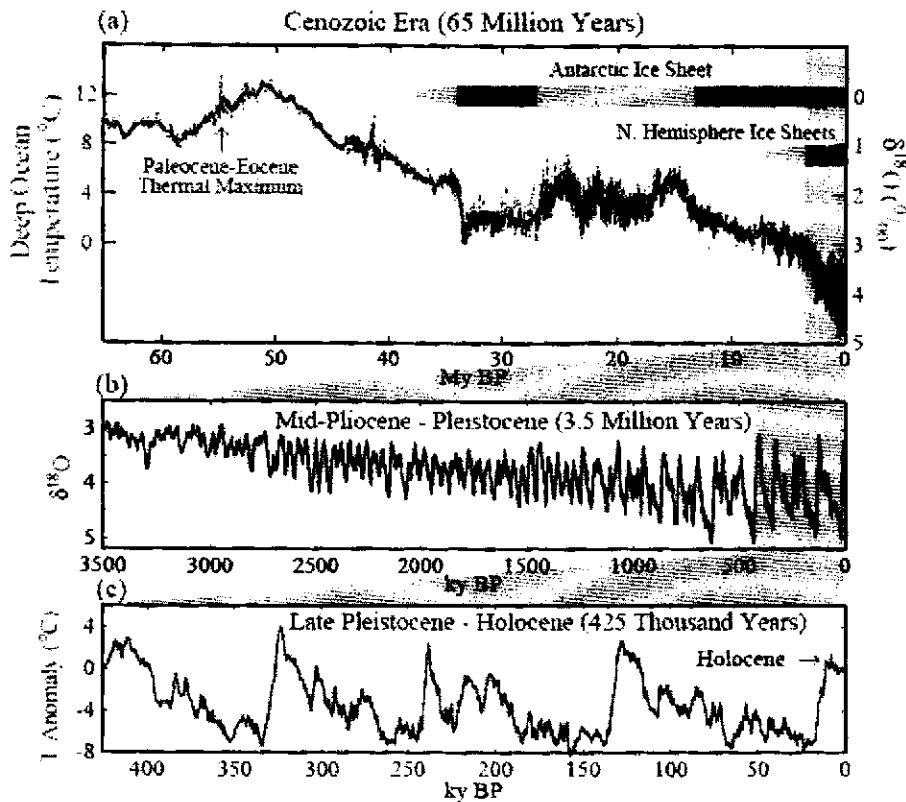 (a) Cenozoic Era (65 Million Years)
Antarctic Ice Sheet
N. Hemisphere Ice Sheets
Paleocene-Eocene
Thermal Maximum
Deep Ocean
Temperature (°C)
12
8
4
0
0
1
2
3
4
5
60 50 40 30 20 10 0
My BP
(b)
Mid-Pliocene - Pleistocene (3.5 Million Years)
δ¹⁸O
3
4
5
3500 3000 2500 2000 1500 1000 500 0
ky BP
(c)
Late Pleistocene - Holocene (425 Thousand Years)
Holocene →
T Anomaly (°C)
4
0
-4
-8
400 350 300 250 200 150 100 50 0
ky BP